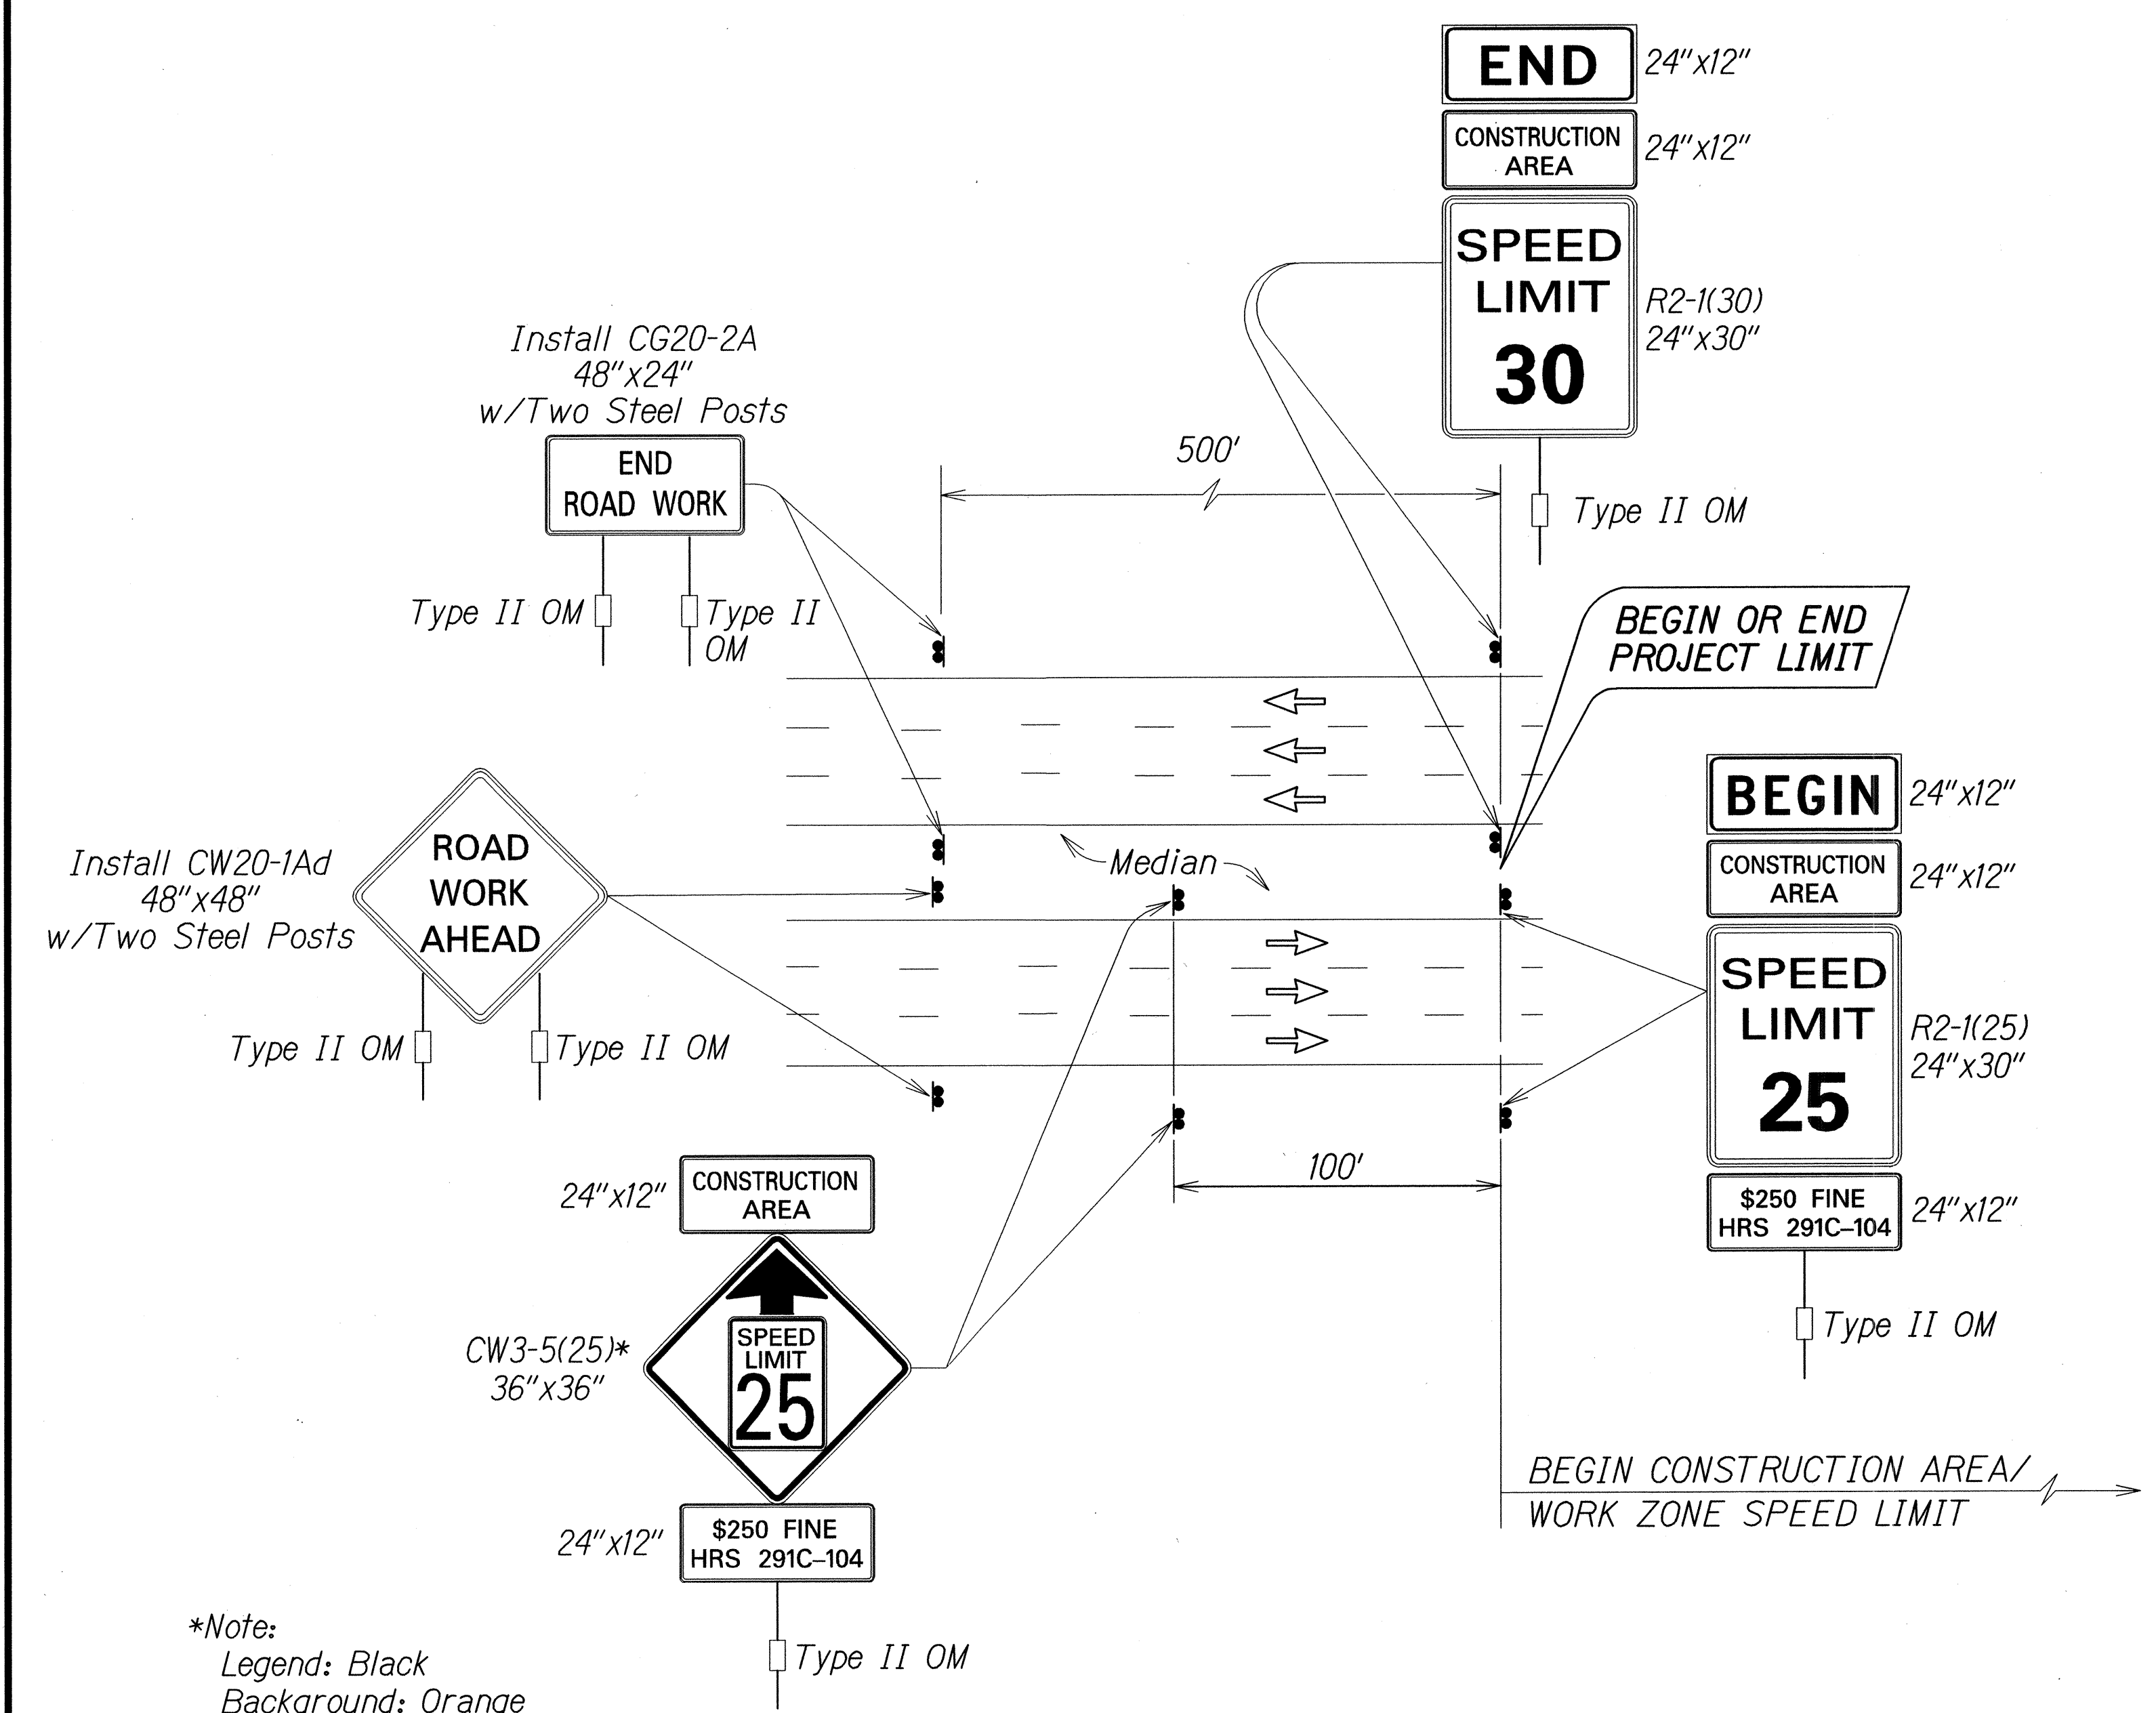 END
24"x12"
CONSTRUCTION
AREA
24"x12"
SPEED
LIMIT
30
R2-1(30)
24"x30"
Type II OM
Install CG20-2A
48"x24"
w/Two Steel Posts
END
ROAD WORK
Type II OM
Type II
OM
500'
BEGIN OR END
PROJECT LIMIT
Install CW20-1Ad
48"x48"
w/Two Steel Posts
ROAD
WORK
AHEAD
Type II OM
Type II OM
Median
BEGIN
24"x12"
CONSTRUCTION
AREA
24"x12"
SPEED
LIMIT
25
R2-1(25)
24"x30"
$250 FINE
HRS 291C-104
24"x12"
Type II OM
100'
24"x12"
CONSTRUCTION
AREA
CW3-5(25)*
36"x36"
SPEED
LIMIT
25
24"x12"
$250 FINE
HRS 291C-104
Type II OM
BEGIN CONSTRUCTION AREA/
WORK ZONE SPEED LIMIT
*Note:
Legend: Black
Background: Orange